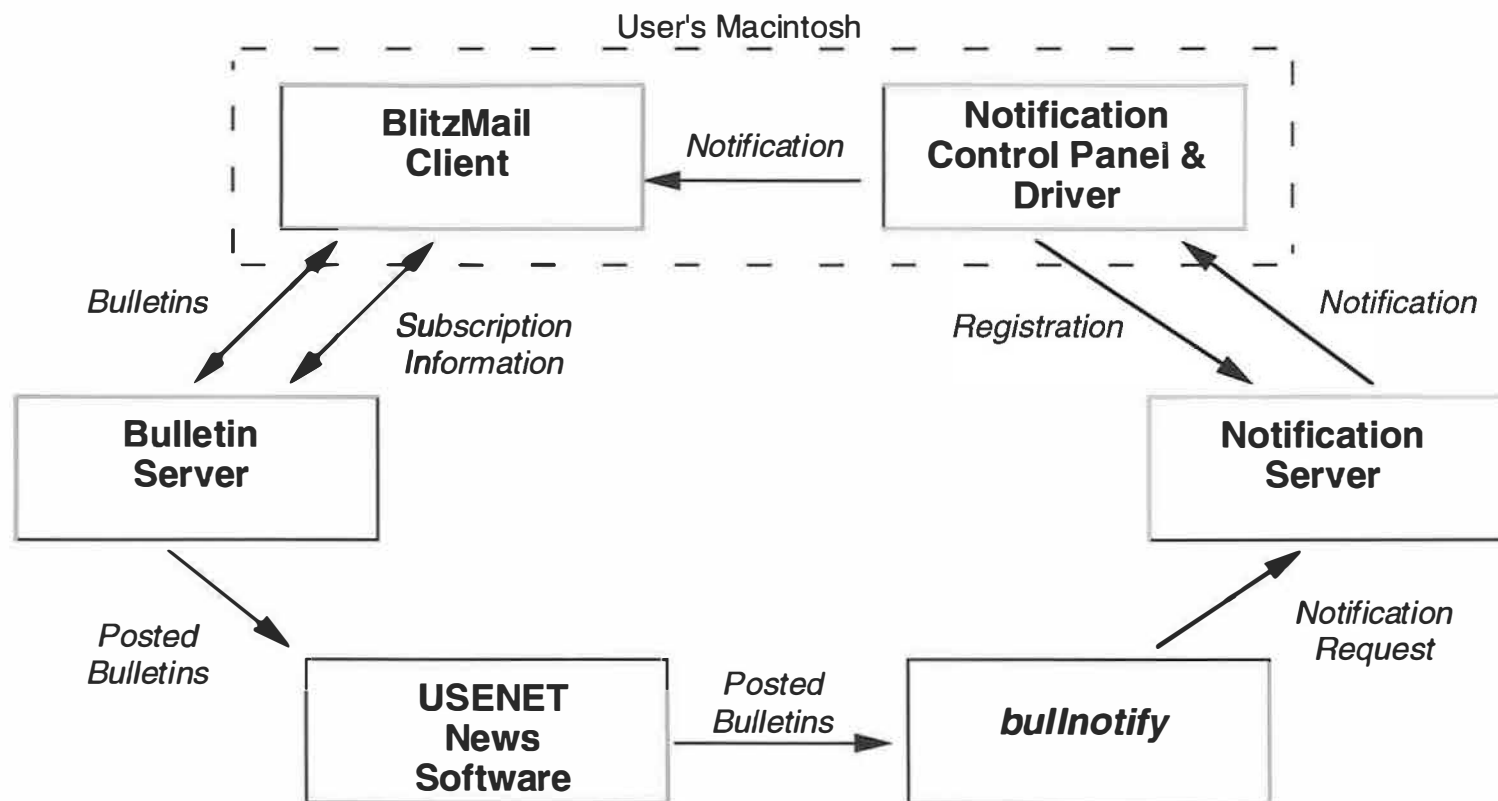 User's Macintosh
BlitzMail
Client
Notification
Notification
Control Panel &
Driver
Bulletins
Subscription
Information
Registration
Notification
Bulletin
Server
Notification
Server
Posted
Bulletins
Notification
Request
USENET
News
Software
Posted
Bulletins
bullnotify